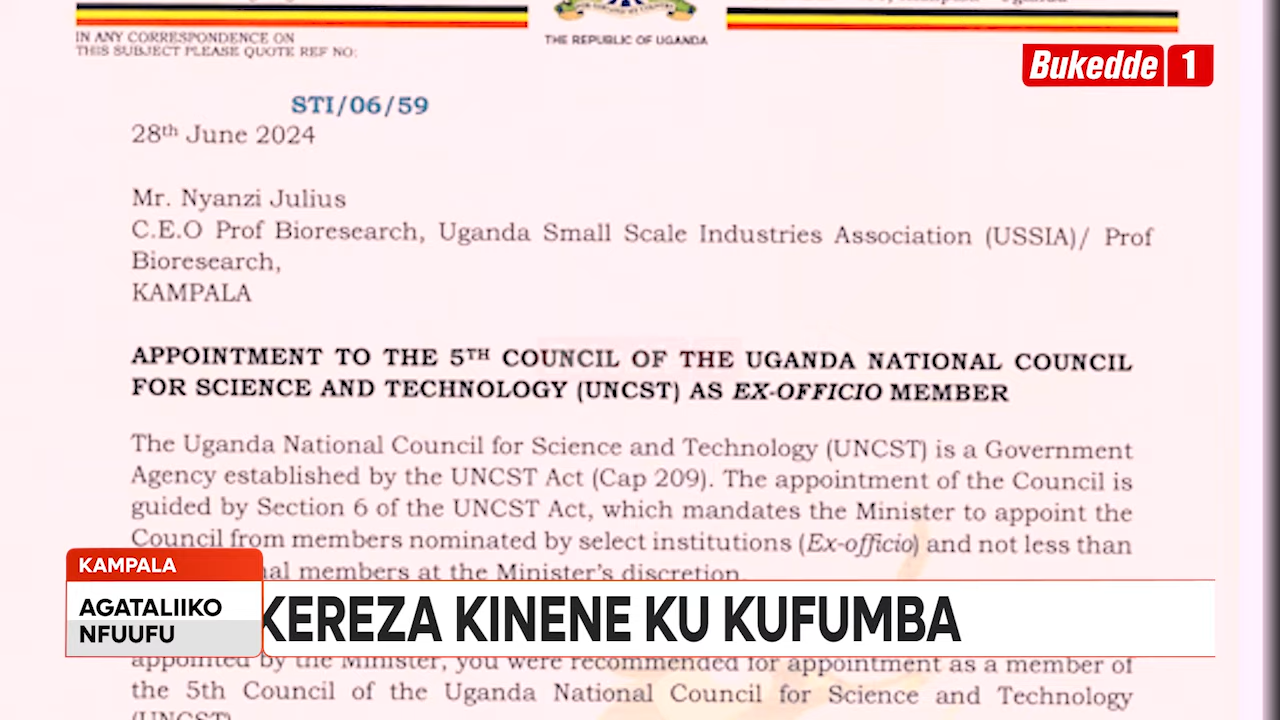 IN ANY CORRESPONDENCE ON
THIS SUBJECT PLEASE QUOTE REF NO:
THE REPUBLIC OF UGANDA
Bukedde 1
STI/06/59
28th June 2024
Mr. Nyanzi Julius
C.E.O Prof Bioresearch, Uganda Small Scale Industries Association (USSIA)/ Prof
Bioresearch,
KAMPALA
APPOINTMENT TO THE 5TH COUNCIL OF THE UGANDA NATIONAL COUNCIL
FOR SCIENCE AND TECHNOLOGY (UNCST) AS EX-OFFICIO MEMBER
The Uganda National Council for Science and Technology (UNCST) is a Government
Agency established by the UNCST Act (Cap 209). The appointment of the Council is
guided by Section 6 of the UNCST Act, which mandates the Minister to appoint the
Council from members nominated by select institutions (Ex-officio) and not less than
members at the Minister's discretion.
KAMPALA
AGATALIIKO
NFUUFU
KEREZA KINENE KU KUFUMBA
appointed by the Minister, you were recommended for appointment as a member of
the 5th Council of the Uganda National Council for Science and Technology
(UNCST)